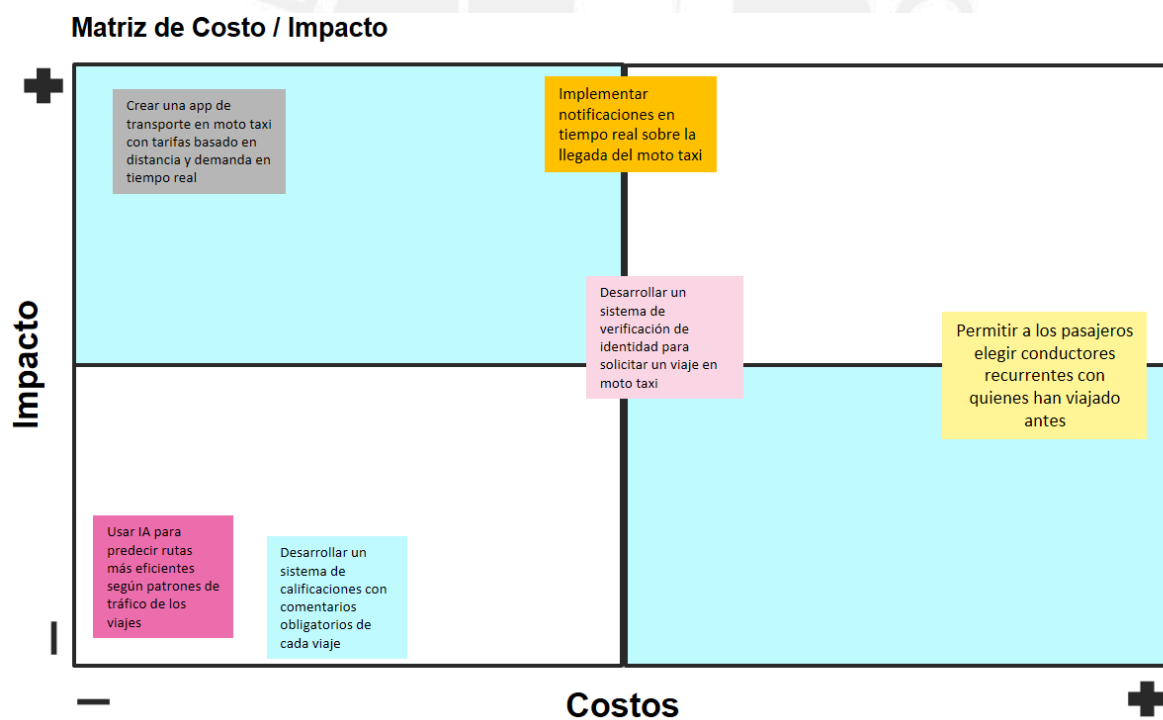 Matriz de Costo / Impacto
Crear una app de
transporte en moto taxi
con tarifas basado en
distancia y demanda en
tiempo real
Implementar
notificaciones en
tiempo real sobre la
llegada del moto taxi
Impacto
Desarrollar un
sistema de
verificación de
identidad para
solicitar un viaje en
moto taxi
Permitir a los pasajeros
elegir conductores
recurrentes con
quienes han viajado
antes
Usar IA para
predecir rutas
más eficientes
según patrones de
tráfico de los
viajes
Desarrollar un
sistema de
calificaciones con
comentarios
obligatorios de
cada viaje
Costos